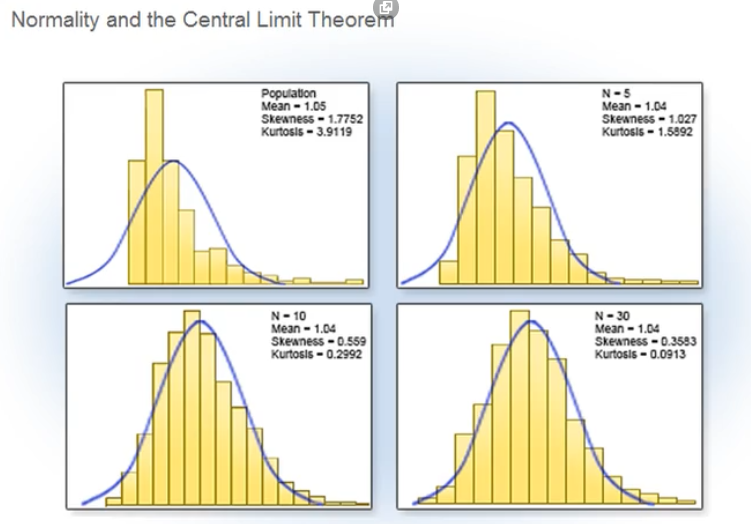 Normality and the Central Limit Theorem
Population
Mean = 1.05
Skewness = 1.7752
Kurtosis = 3.9119
N = 5
Mean = 1.04
Skewness = 1.027
Kurtosis = 1.5892
N = 10
Mean = 1.04
Skewness = 0.559
Kurtosis = 0.2992
N = 30
Mean = 1.04
Skewness = 0.3583
Kurtosis = 0.0913